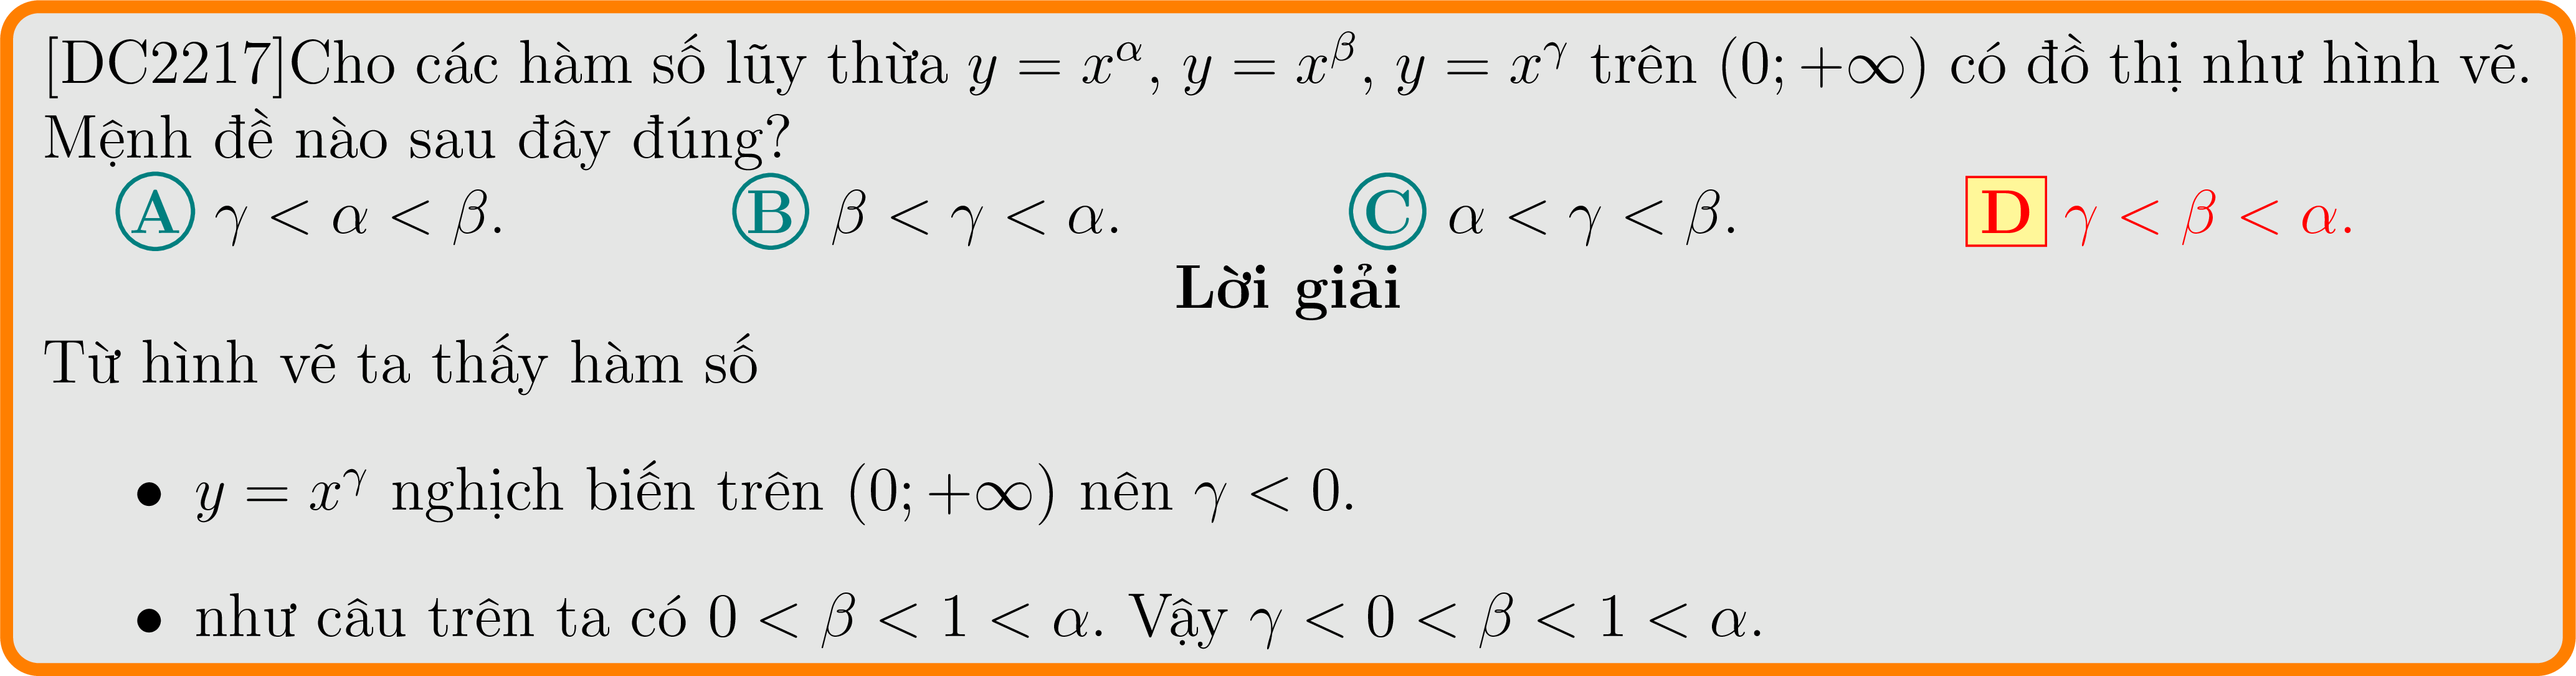 [DC2217]Cho các hàm số lũy thừa y = x^α, y = x^β, y = x^γ trên (0; +∞) có đồ thị như hình vẽ.
Mệnh đề nào sau đây đúng?
A γ < α < β. B β < γ < α. C α < γ < β. D γ < β < α.
Lời giải
Từ hình vẽ ta thấy hàm số
• y = x^γ nghịch biến trên (0; +∞) nên γ < 0.
• như câu trên ta có 0 < β < 1 < α. Vậy γ < 0 < β < 1 < α.